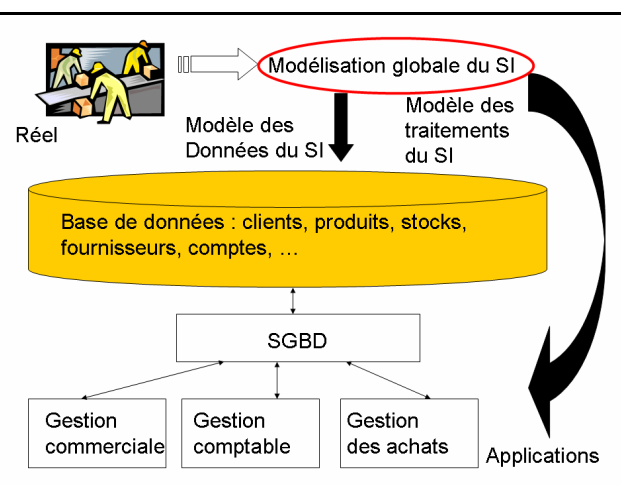 Modélisation globale du SI
Réel
Modèle des
Données du SI
Modèle des
traitements
du SI
Base de données : clients, produits, stocks,
fournisseurs, comptes, …
SGBD
Gestion
commerciale
Gestion
comptable
Gestion
des achats
Applications